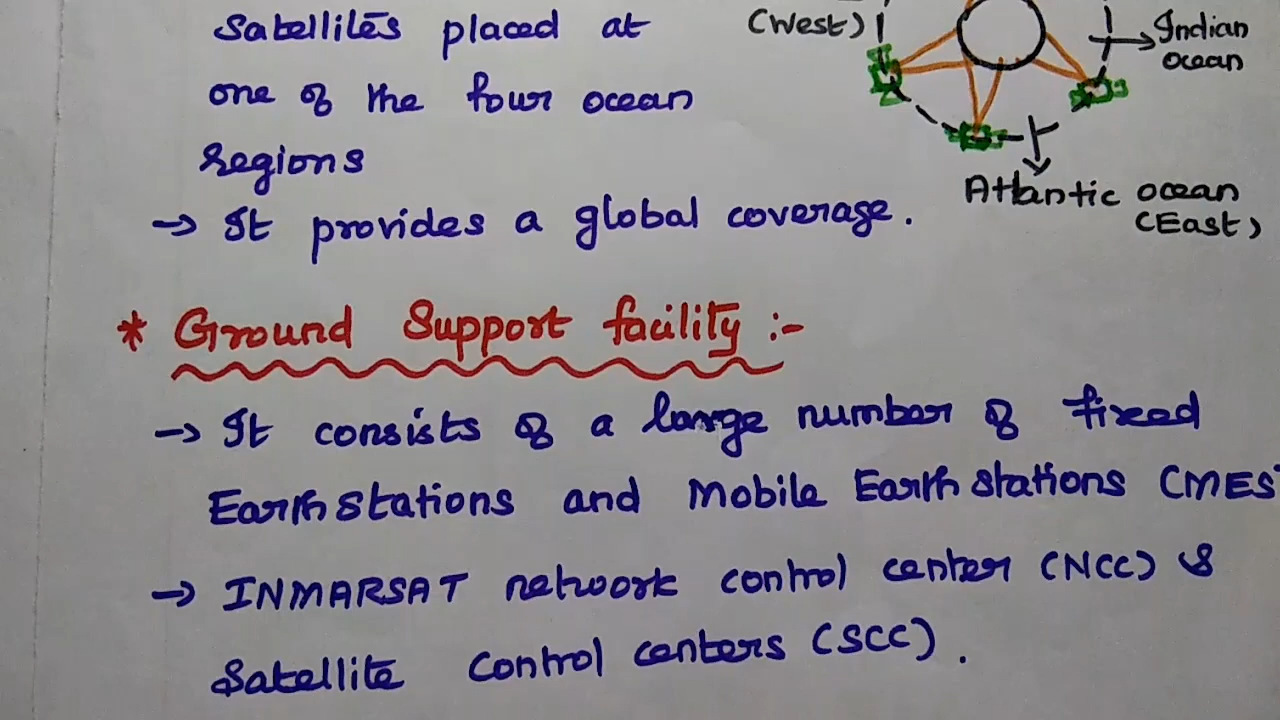 Satellites placed at
one of the four ocean
regions
→ It provides a global coverage.
(West)
Indian
ocean
Atlantic ocean
(East)
* Ground Support facility :-
→ It consists of a large number of fixed
Earth stations and Mobile Earth stations (MES
→ INMARSAT network control center (NCC) &
Satellite Control centers (SCC).